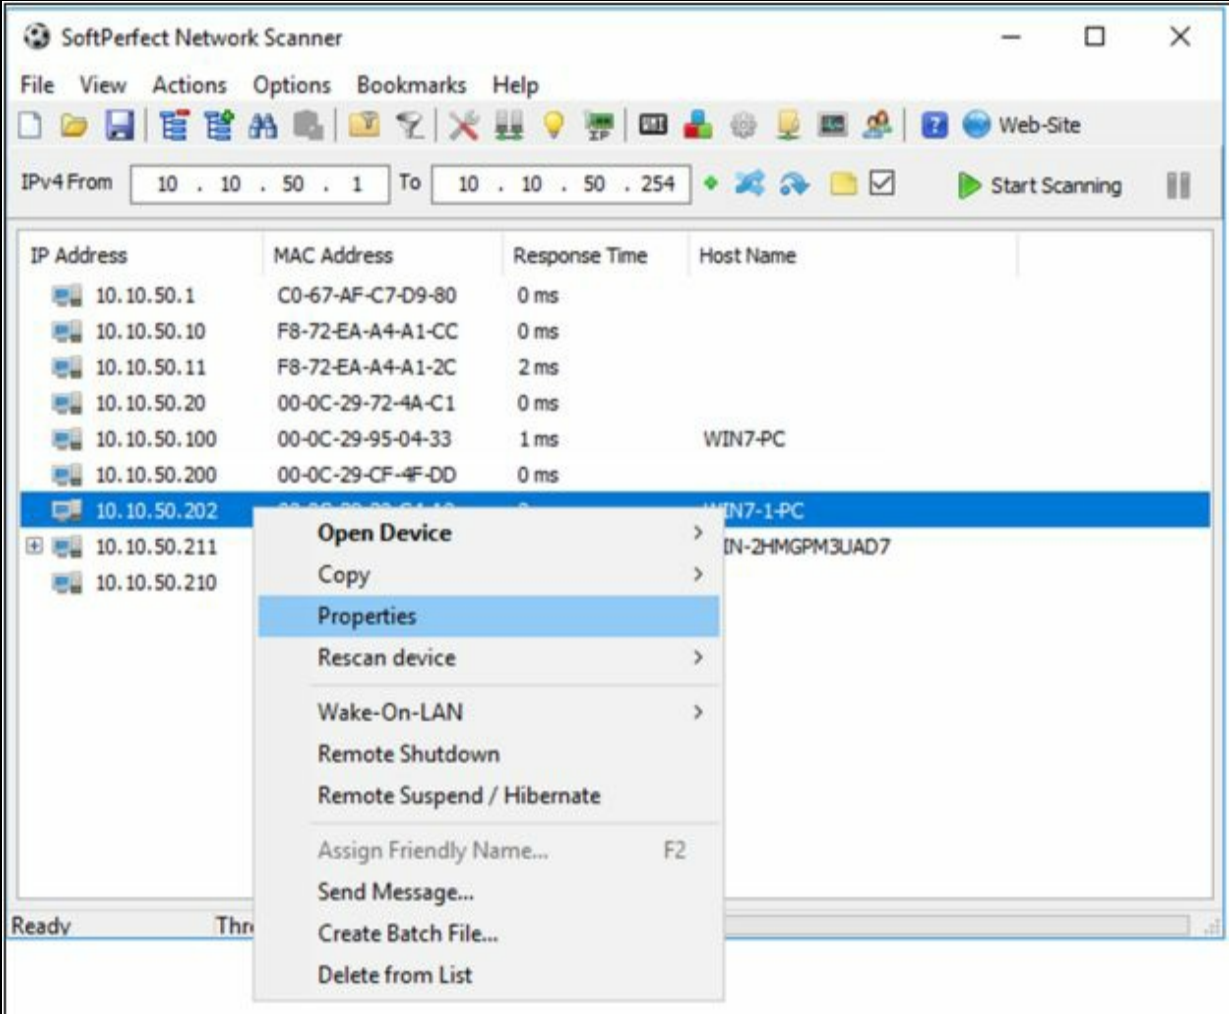 SoftPerfect Network Scanner
File View Actions Options Bookmarks Help
IP ? Web-Site
IPv4 From 10 . 10 . 50 . 1 To 10 . 10 . 50 . 254 Start Scanning
IP Address MAC Address Response Time Host Name
10.10.50.1 C0-67-AF-C7-D9-80 0 ms
10.10.50.10 F8-72-EA-A4-A1-CC 0 ms
10.10.50.11 F8-72-EA-A4-A1-2C 2 ms
10.10.50.20 00-0C-29-72-4A-C1 0 ms
10.10.50.100 00-0C-29-95-04-33 1 ms WIN7-PC
10.10.50.200 00-0C-29-CF-4F-DD 0 ms
10.10.50.202 WIN7-1-PC
Open Device >
10.10.50.211 IN-2HMGPM3UAD7
Copy >
10.10.50.210
Properties
Rescan device >
Wake-On-LAN >
Remote Shutdown
Remote Suspend / Hibernate
Assign Friendly Name... F2
Send Message...
Ready Thr
Create Batch File...
Delete from List